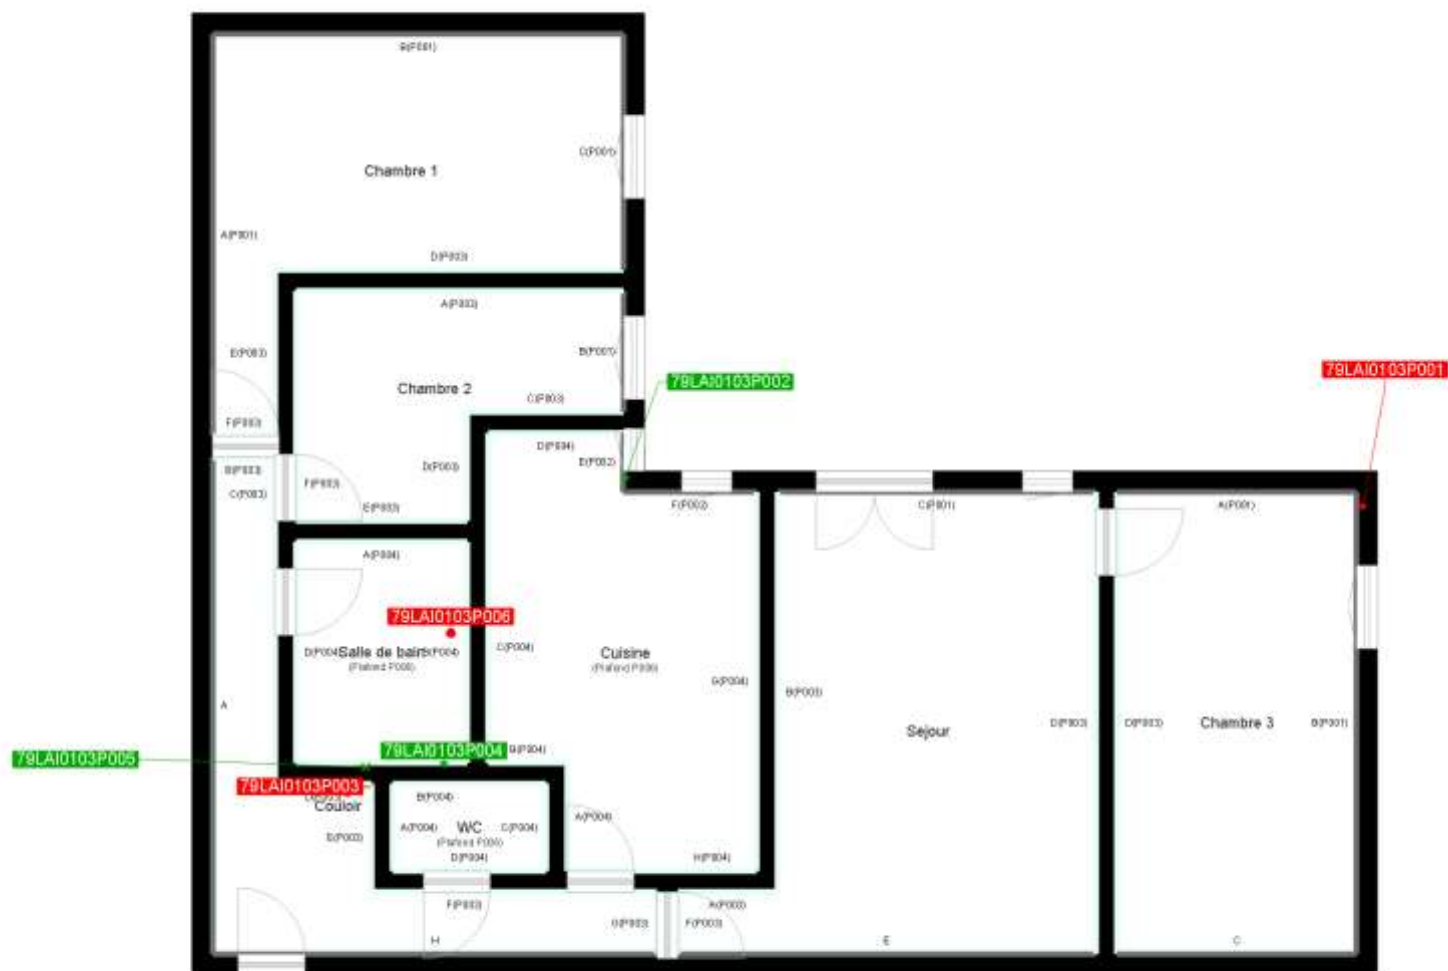 B(P001)
C(P001)
Chambre 1
A(P001)
D(P003)
A(P003)
E(P003)
B(P001)
79LAI0103P001
79LAI0103P002
Chambre 2
C(P003)
F(P003)
D(P004)
B(P003)
D(P003)
E(P002)
C(P003)
F(P003)
E(P003)
F(P002)
C(P001)
A(P001)
A(P004)
79LAI0103P006
Salle de bain
B(P004)
C(P004)
Cuisine
G(P004)
B(P003)
A
Sejour
D(P003)
D(P003)
Chambre 3
B(P001)
79LAI0103P005
79LAI0103P004
B(P004)
79LAI0103P003
Couloir
B(P004)
A(P004)
A(P004)
WC
C(P004)
D(P004)
H(P004)
F(P003)
A(P003)
G(P003)
F(P003)
H
E
C